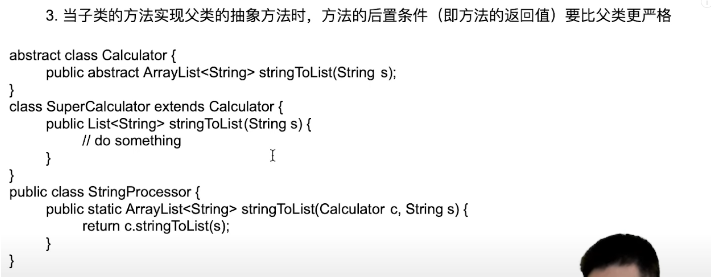 3. 当子类的方法实现父类的抽象方法时，方法的后置条件（即方法的返回值）要比父类更严格
abstract class Calculator {
public abstract ArrayList<String> stringToList(String s);
}
class SuperCalculator extends Calculator {
public List<String> stringToList(String s) {
// do something
}
}
public class StringProcessor {
public static ArrayList<String> stringToList(Calculator c, String s) {
return c.stringToList(s);
}
}